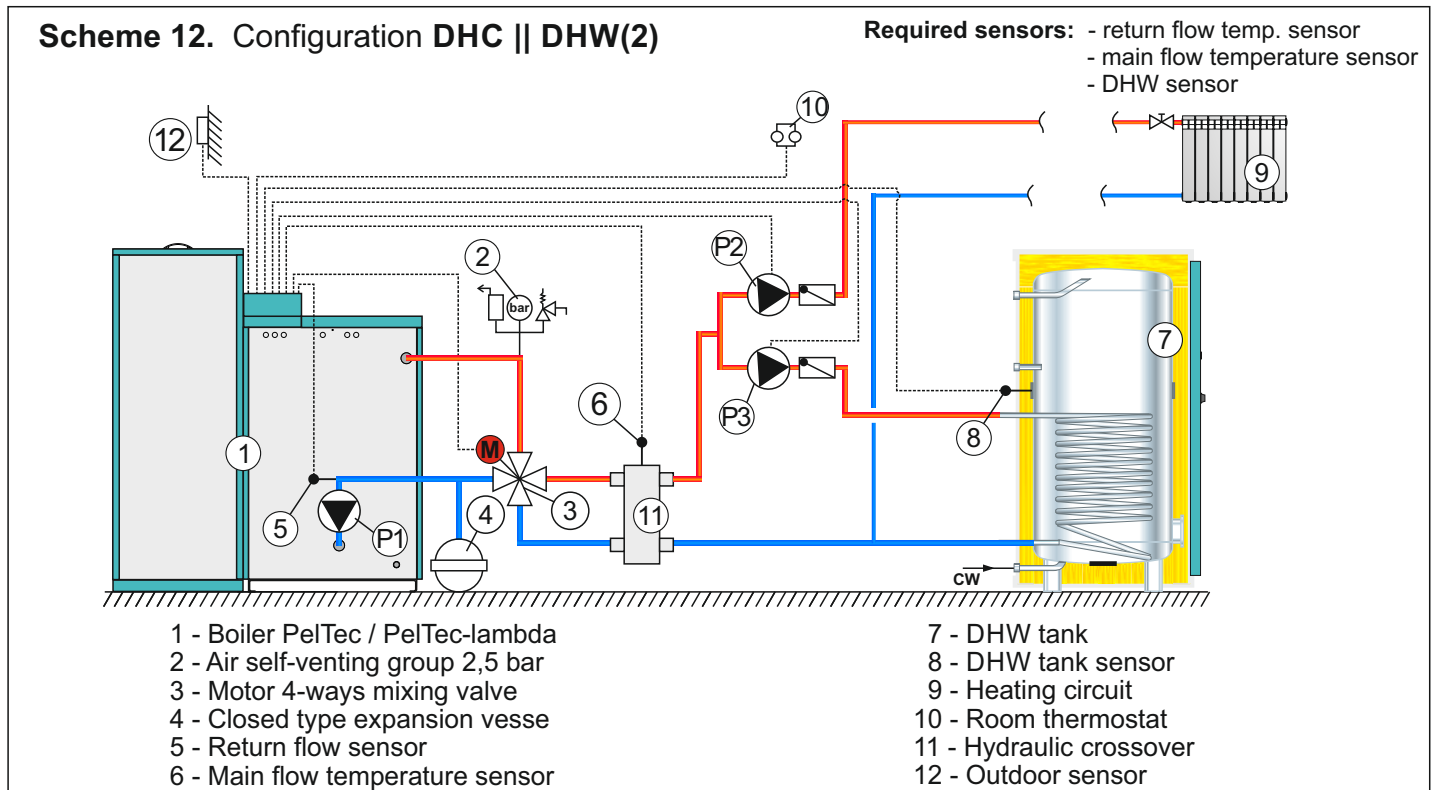 Scheme 12. Configuration DHC || DHW(2)
Required sensors: - return flow temp. sensor
- main flow temperature sensor
- DHW sensor
12
10
9
2
P2
bar
7
P3
6
8
M
1
5
P1
4
3
11
CW
1 - Boiler PelTec / PelTec-lambda
2 - Air self-venting group 2,5 bar
3 - Motor 4-ways mixing valve
4 - Closed type expansion vesse
5 - Return flow sensor
6 - Main flow temperature sensor
7 - DHW tank
8 - DHW tank sensor
9 - Heating circuit
10 - Room thermostat
11 - Hydraulic crossover
12 - Outdoor sensor